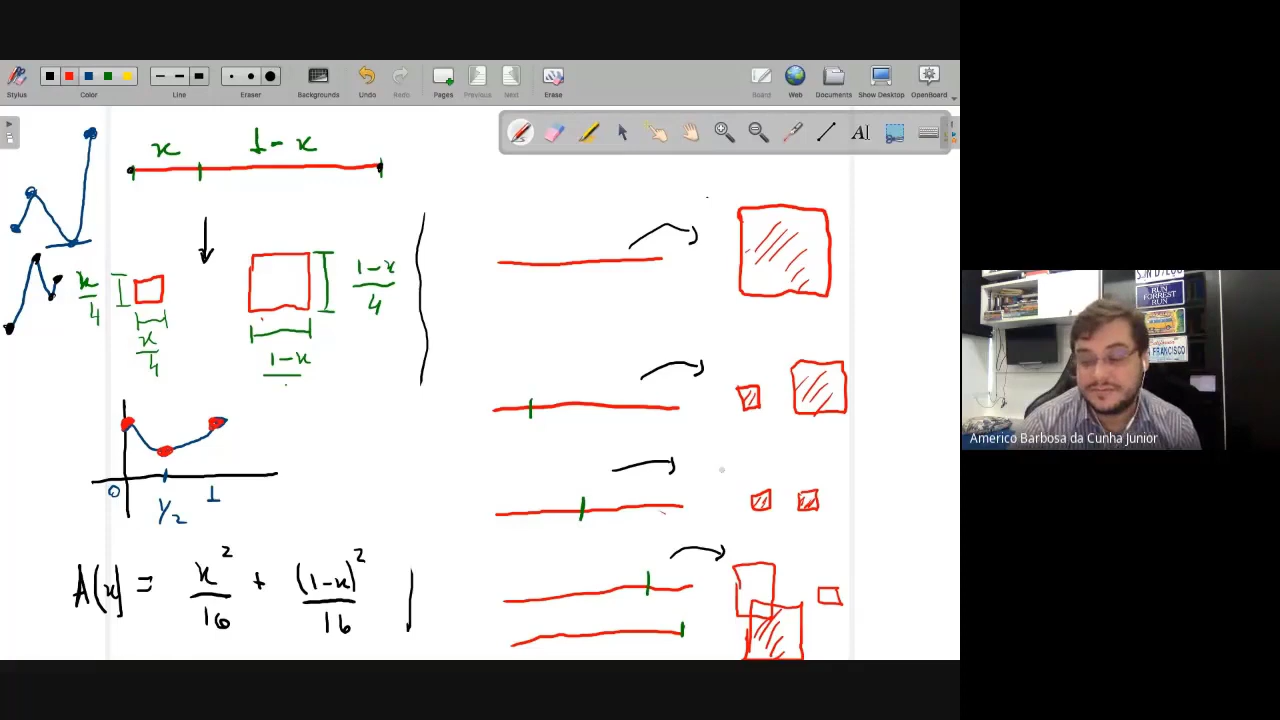 Stylus Color Line Eraser Backgrounds Undo Redo Pages Previous Next Erase Board Web Documents Show Desktop OpenBoard
x 1-x
x/4
1-x/4
x/4
1-x
0 1/2 1
A(x) = x²/16 + (1-x)²/16
RUN FORREST RUN
FRANCISCO
Americo Barbosa da Cunha Junior